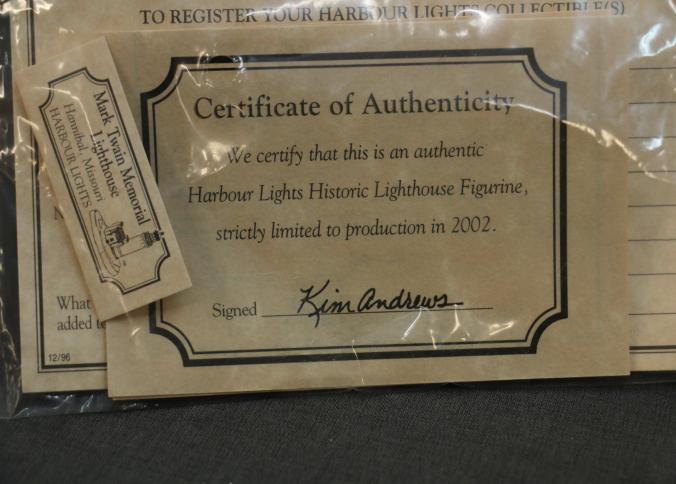 TO REGISTER YOUR HARBOUR LIGHTS COLLECTIBLE(S)
Mark Twain Memorial
Lighthouse
Hannibal, Missouri
HARBOUR LIGHTS
Certificate of Authenticity
We certify that this is an authentic
Harbour Lights Historic Lighthouse Figurine,
strictly limited to production in 2002.
Signed Kim Andrews
What
added
12/96